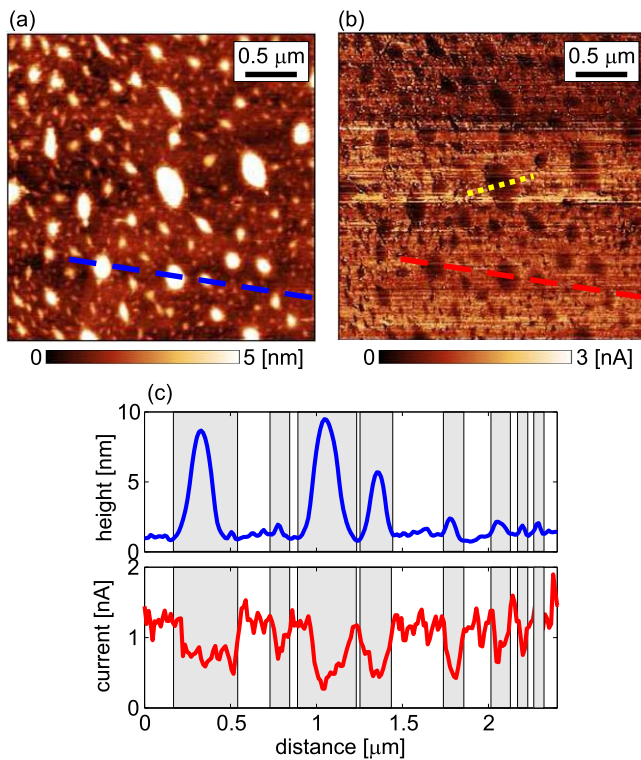 (a) (b)
0.5 μm 0.5 μm
0 5 [nm] 0 3 [nA]
(c)
10
5
0
height [nm]
2
1
0
current [nA]
0 0.5 1 1.5 2
distance [μm]